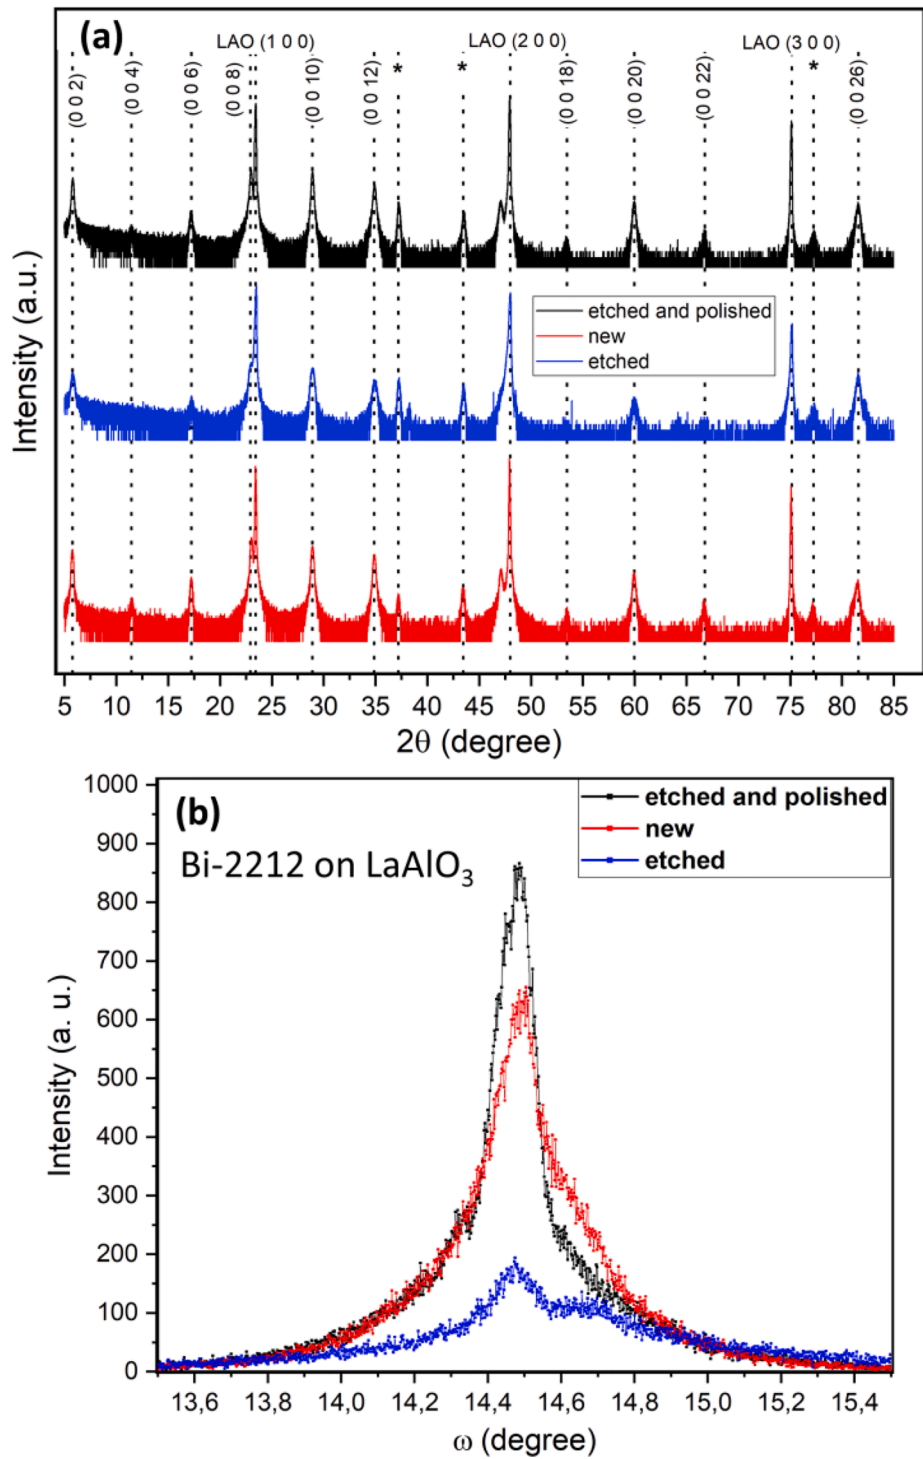 (a)
LAO (1 0 0)
LAO (2 0 0)
LAO (3 0 0)
(0 0 2)
(0 0 4)
(0 0 6)
(0 0 8)
(0 0 10)
(0 0 12)
*
*
(0 0 18)
(0 0 20)
(0 0 22)
*
(0 0 26)
Intensity (a.u.)
etched and polished
new
etched
5 10 15 20 25 30 35 40 45 50 55 60 65 70 75 80 85
2θ (degree)
(b)
Bi-2212 on LaAlO₃
etched and polished
new
etched
1000
900
800
700
600
500
400
300
200
100
0
Intensity (a. u.)
13,6 13,8 14,0 14,2 14,4 14,6 14,8 15,0 15,2 15,4
ω (degree)